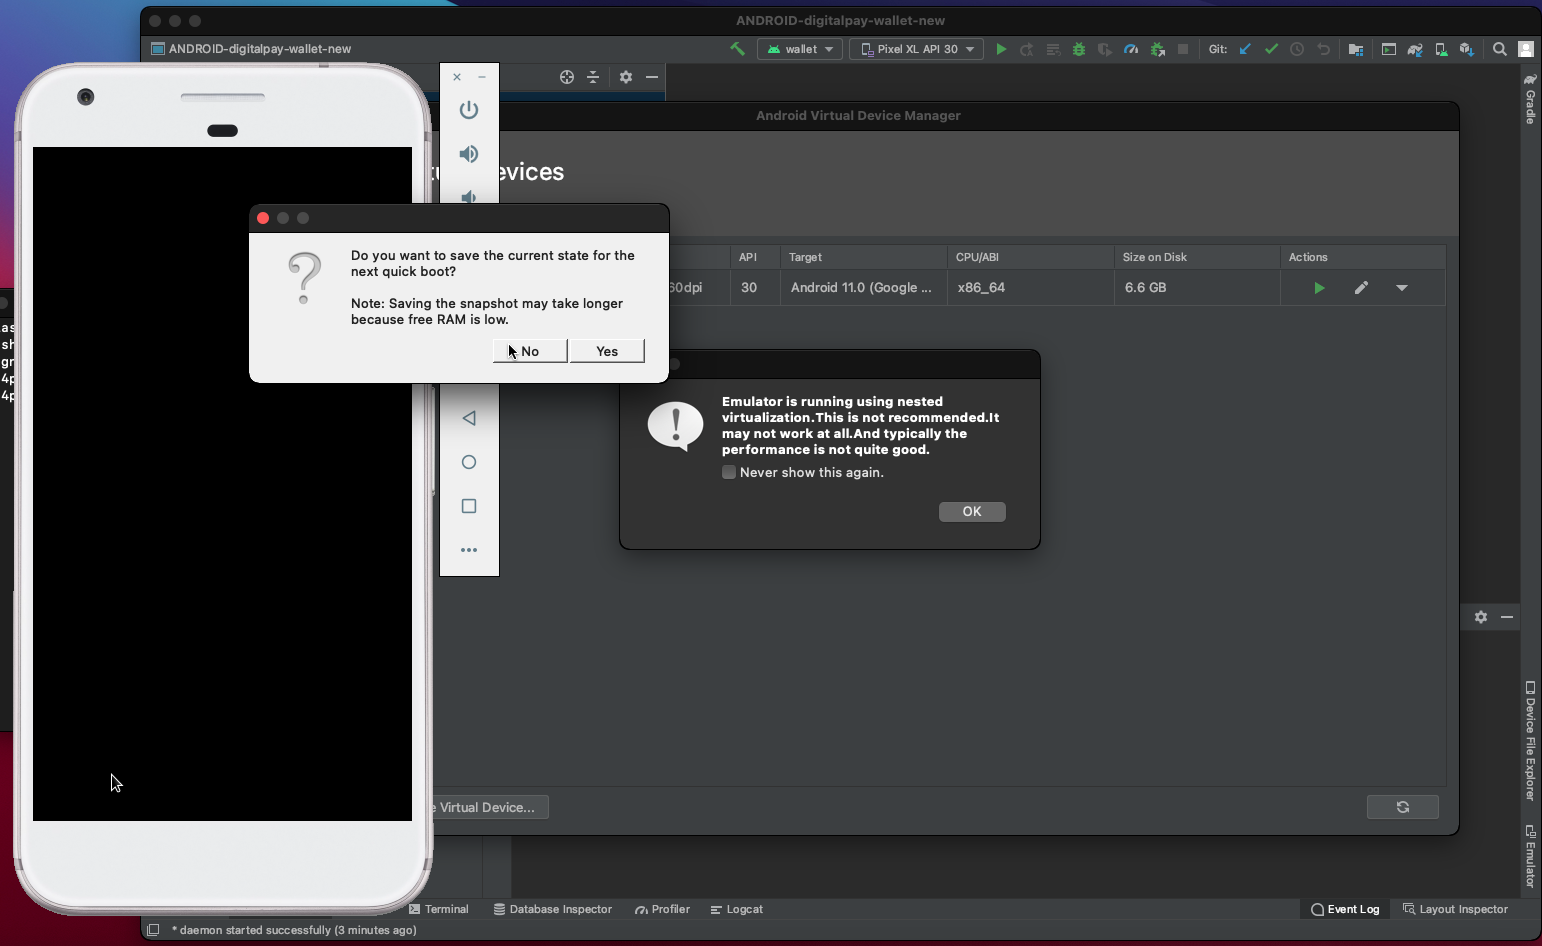 ANDROID-digitalpay-wallet-new
ANDROID-digitalpay-wallet-new
wallet
Pixel XL API 30
Git:
Gradle
Android Virtual Device Manager
evices
API
Target
CPU/ABI
Size on Disk
Actions
60dpi
30
Android 11.0 (Google ...
x86_64
6.6 GB
Do you want to save the current state for the
next quick boot?
Note: Saving the snapshot may take longer
because free RAM is low.
No
Yes
Emulator is running using nested
virtualization.This is not recommended.It
may not work at all.And typically the
performance is not quite good.
Never show this again.
OK
as
sh
gr
4p
4p
e Virtual Device...
Device File Explorer
Emulator
Terminal
Database Inspector
Profiler
Logcat
Event Log
Layout Inspector
* daemon started successfully (3 minutes ago)